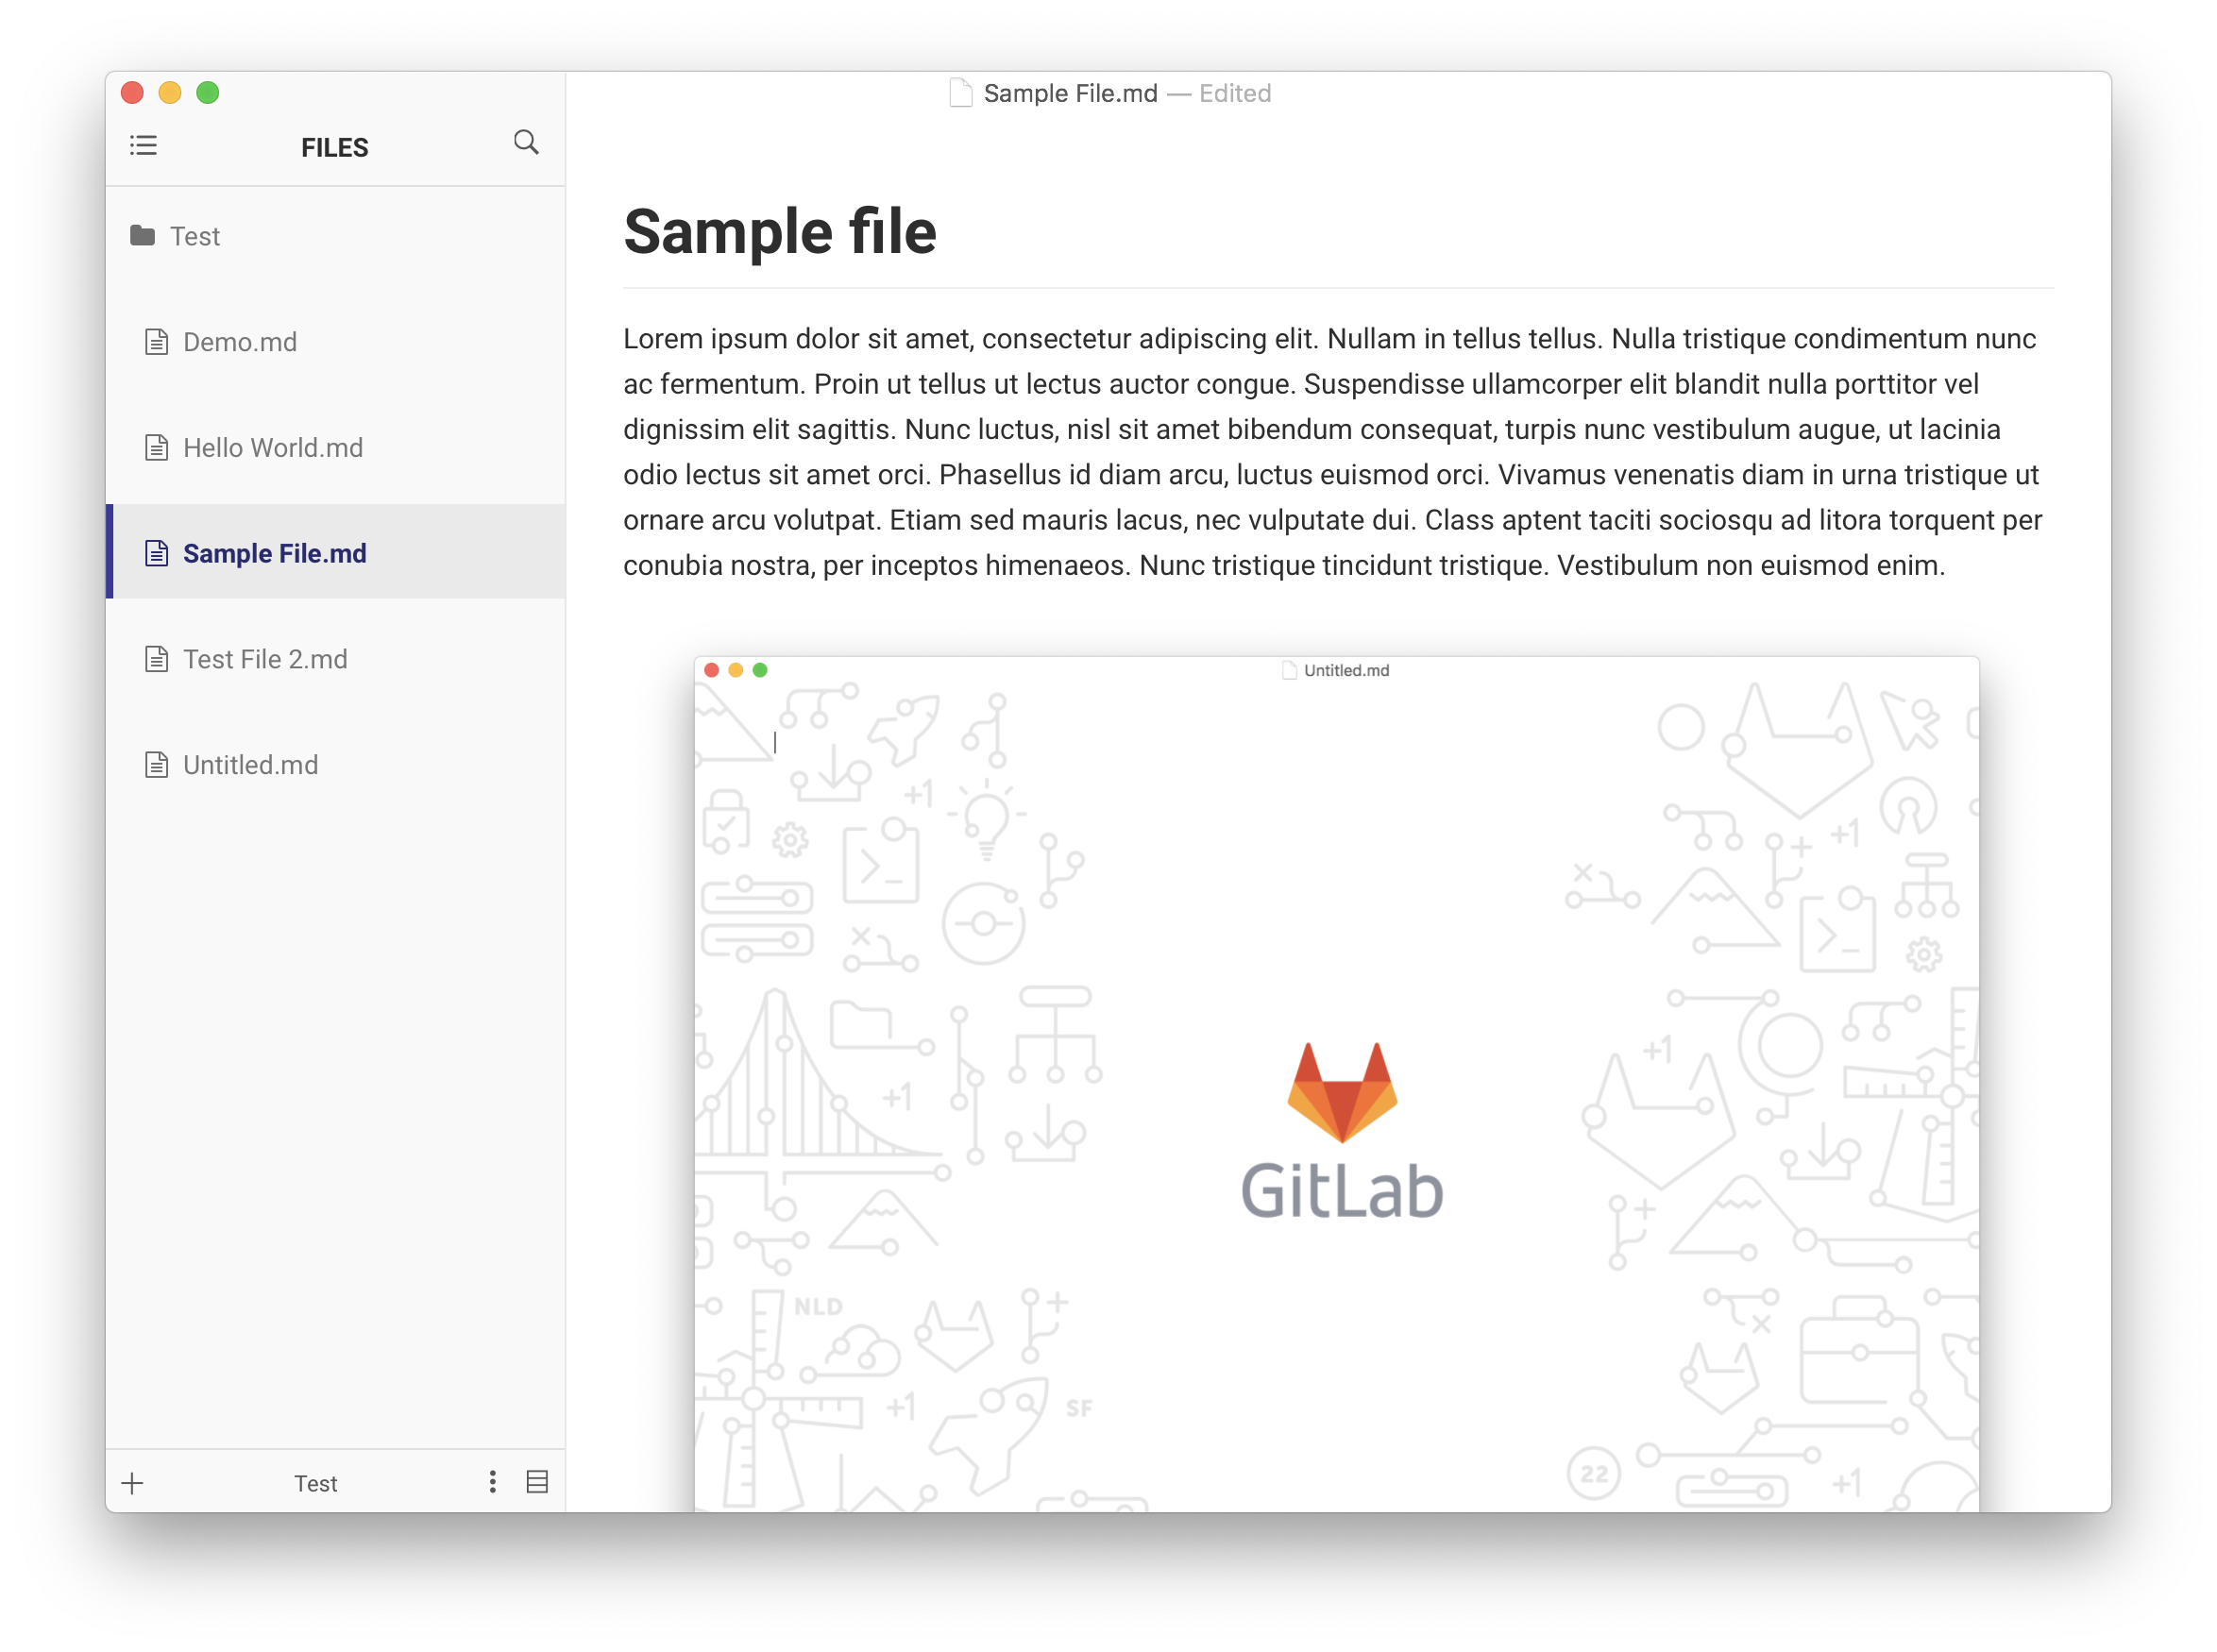 Sample File.md — Edited
FILES
Test
Demo.md
Hello World.md
Sample File.md
Test File 2.md
Untitled.md
Test
Sample file
Lorem ipsum dolor sit amet, consectetur adipiscing elit. Nullam in tellus tellus. Nulla tristique condimentum nunc
ac fermentum. Proin ut tellus ut lectus auctor congue. Suspendisse ullamcorper elit blandit nulla porttitor vel
dignissim elit sagittis. Nunc luctus, nisl sit amet bibendum consequat, turpis nunc vestibulum augue, ut lacinia
odio lectus sit amet orci. Phasellus id diam arcu, luctus euismod orci. Vivamus venenatis diam in urna tristique ut
ornare arcu volutpat. Etiam sed mauris lacus, nec vulputate dui. Class aptent taciti sociosqu ad litora torquent per
conubia nostra, per inceptos himenaeos. Nunc tristique tincidunt tristique. Vestibulum non euismod enim.
Untitled.md
+1
+1
+1
+1
GitLab
NLD
+1
SF
22
+1